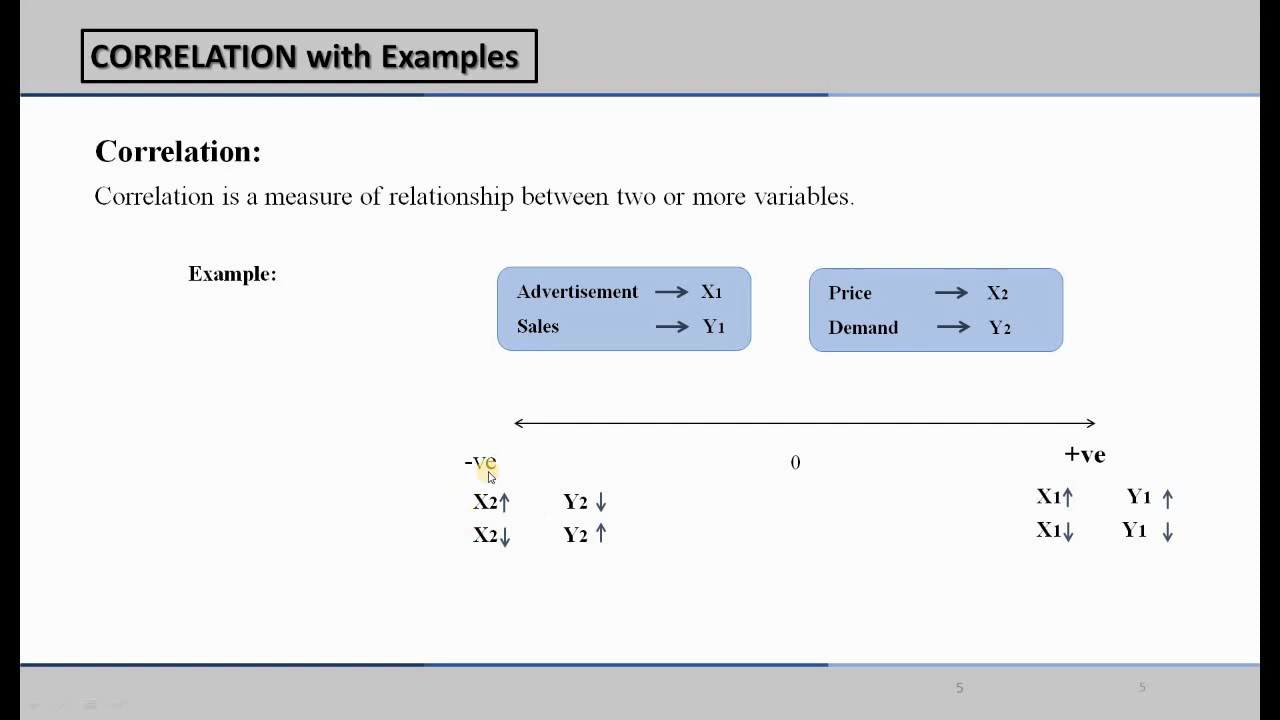 CORRELATION with Examples
Correlation:
Correlation is a measure of relationship between two or more variables.
Example:
Advertisement → X1
Sales → Y1
Price → X2
Demand → Y2
-ve 0 +ve
X2↑ Y2↓
X2↓ Y2↑
X1↑ Y1↑
X1↓ Y1↓
5 5